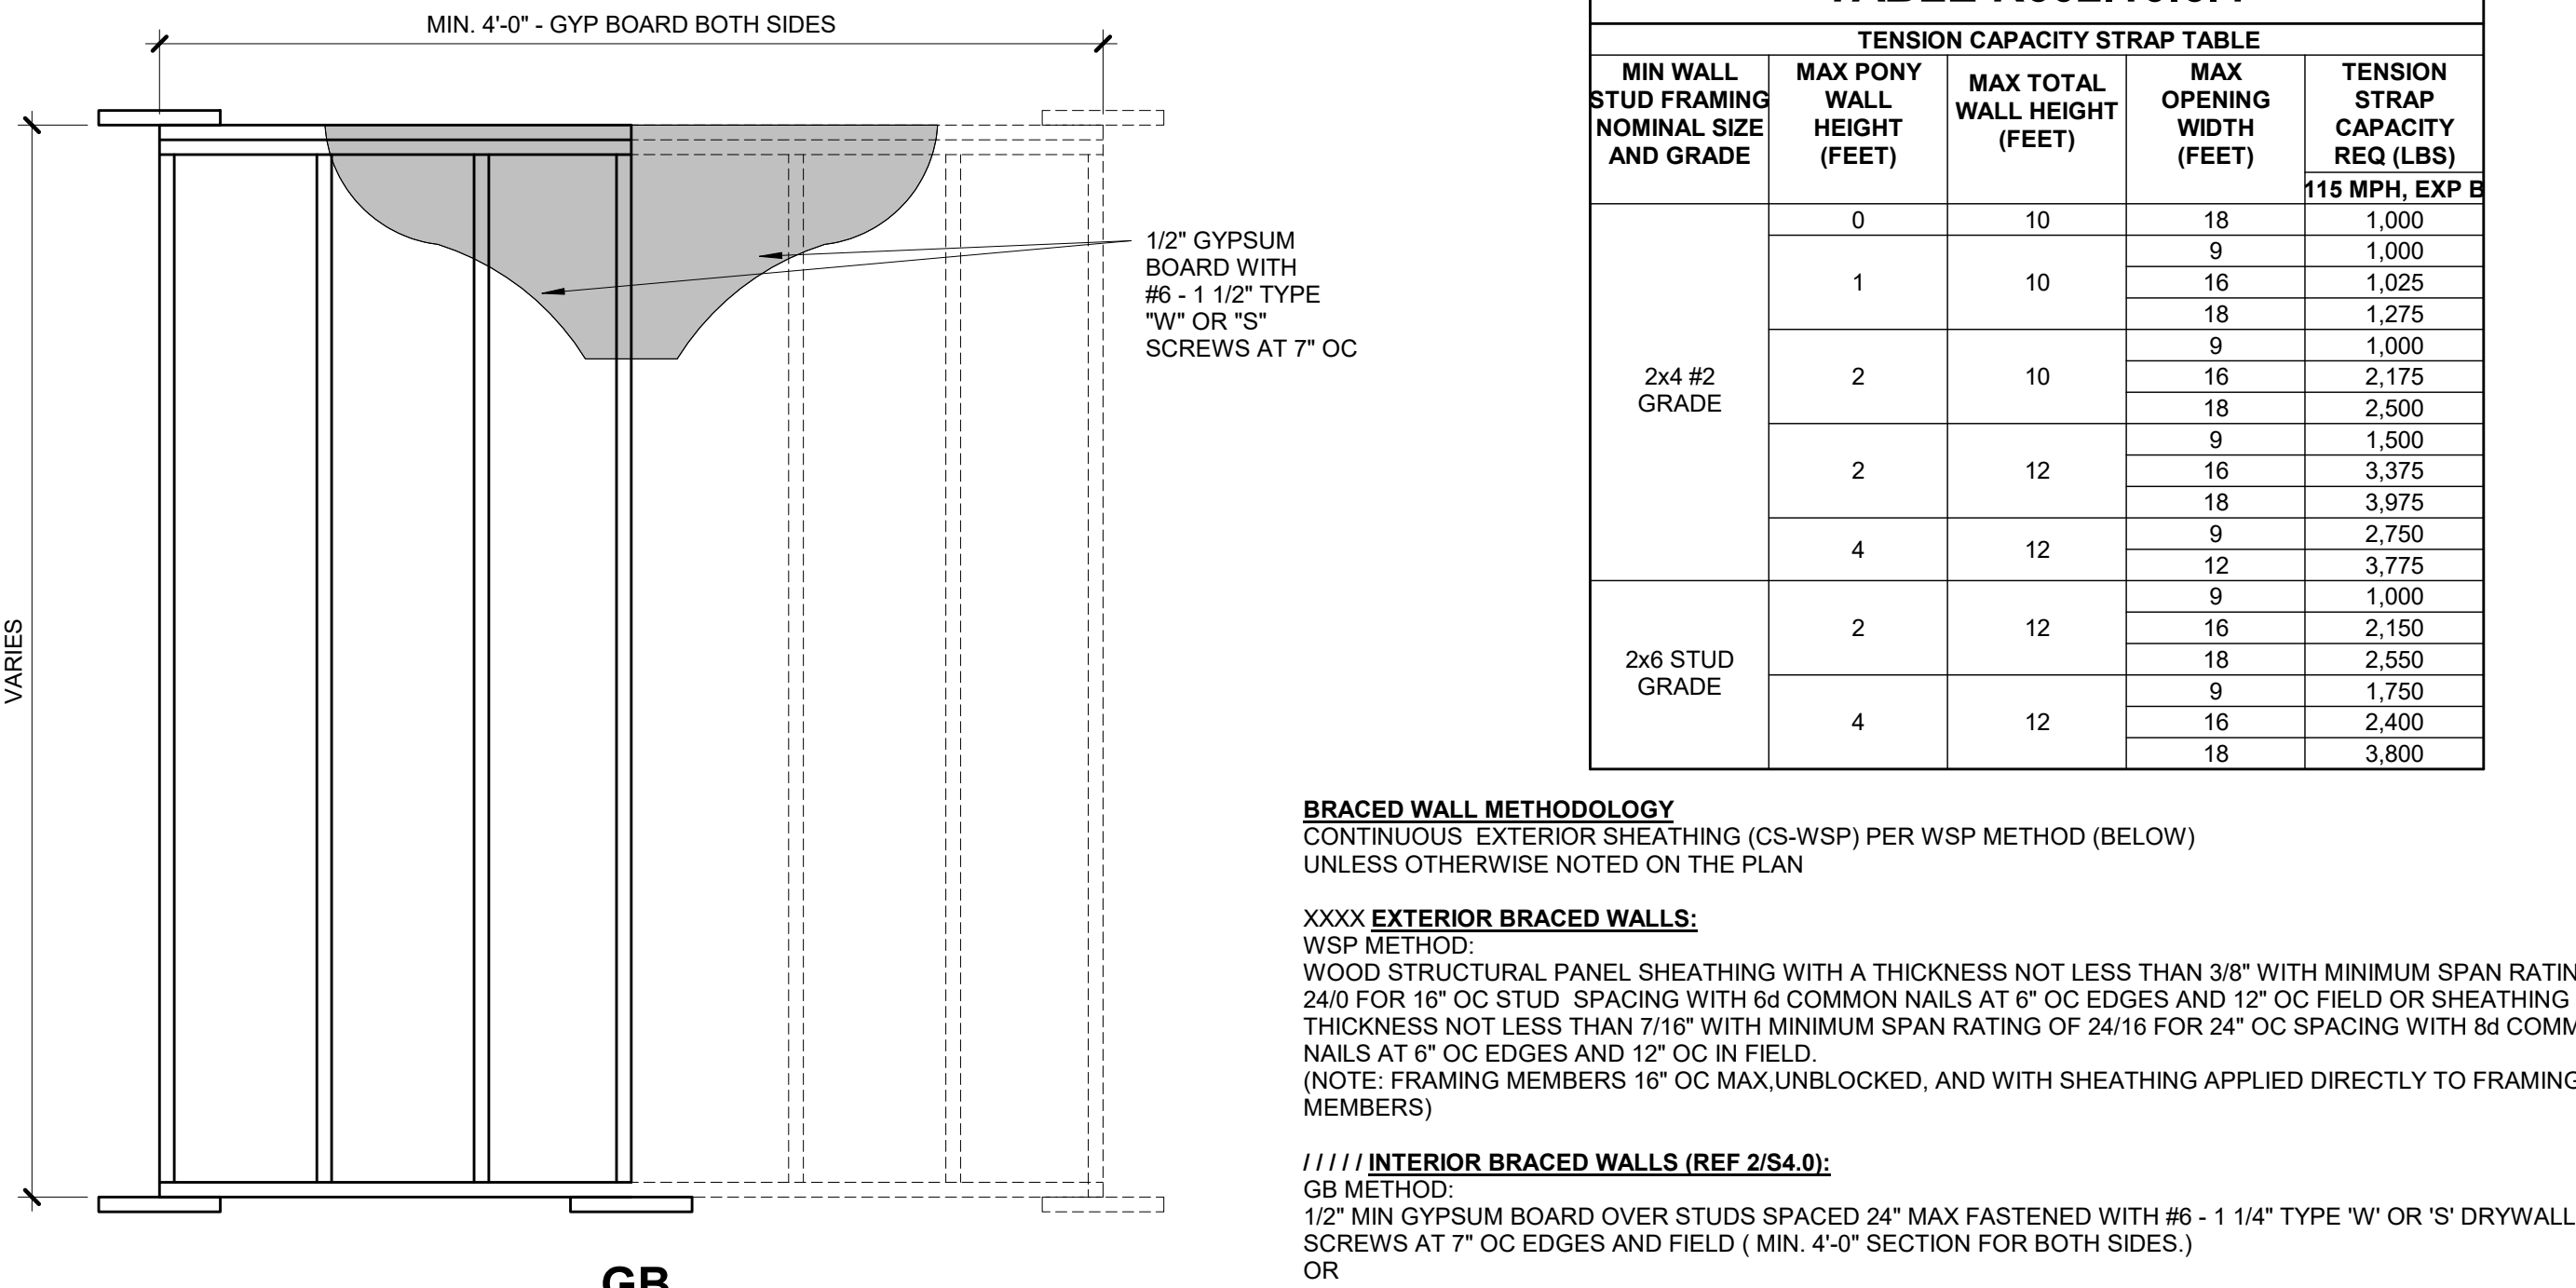 MIN. 4'-0" - GYP BOARD BOTH SIDES
VARIES
1/2" GYPSUM
BOARD WITH
#6 - 1 1/2" TYPE
"W" OR "S"
SCREWS AT 7" OC
GB
TENSION CAPACITY STRAP TABLE
MIN WALL STUD FRAMING NOMINAL SIZE AND GRADE MAX PONY WALL HEIGHT (FEET) MAX TOTAL WALL HEIGHT (FEET) MAX OPENING WIDTH (FEET) TENSION STRAP CAPACITY REQ (LBS)
115 MPH, EXP B
2x4 #2 GRADE 0 10 18 1,000
1 10 9 1,000
16 1,025
18 1,275
2 10 9 1,000
16 2,175
18 2,500
2 12 9 1,500
16 3,375
18 3,975
4 12 9 2,750
12 3,775
2x6 STUD GRADE 2 12 9 1,000
16 2,150
18 2,550
4 12 9 1,750
16 2,400
18 3,800
BRACED WALL METHODOLOGY
CONTINUOUS EXTERIOR SHEATHING (CS-WSP) PER WSP METHOD (BELOW)
UNLESS OTHERWISE NOTED ON THE PLAN
XXXX EXTERIOR BRACED WALLS:
WSP METHOD:
WOOD STRUCTURAL PANEL SHEATHING WITH A THICKNESS NOT LESS THAN 3/8" WITH MINIMUM SPAN
24/0 FOR 16" OC STUD SPACING WITH 6d COMMON NAILS AT 6" OC EDGES AND 12" OC FIELD OR SHEATHING
THICKNESS NOT LESS THAN 7/16" WITH MINIMUM SPAN RATING OF 24/16 FOR 24" OC SPACING WITH 8d
NAILS AT 6" OC EDGES AND 12" OC IN FIELD.
(NOTE: FRAMING MEMBERS 16" OC MAX,UNBLOCKED, AND WITH SHEATHING APPLIED DIRECTLY TO FRAMING
MEMBERS)
/ / / / / INTERIOR BRACED WALLS (REF 2/S4.0):
GB METHOD:
1/2" MIN GYPSUM BOARD OVER STUDS SPACED 24" MAX FASTENED WITH #6 - 1 1/4" TYPE 'W' OR 'S' DRYWALL
SCREWS AT 7" OC EDGES AND FIELD ( MIN. 4'-0" SECTION FOR BOTH SIDES.)
OR